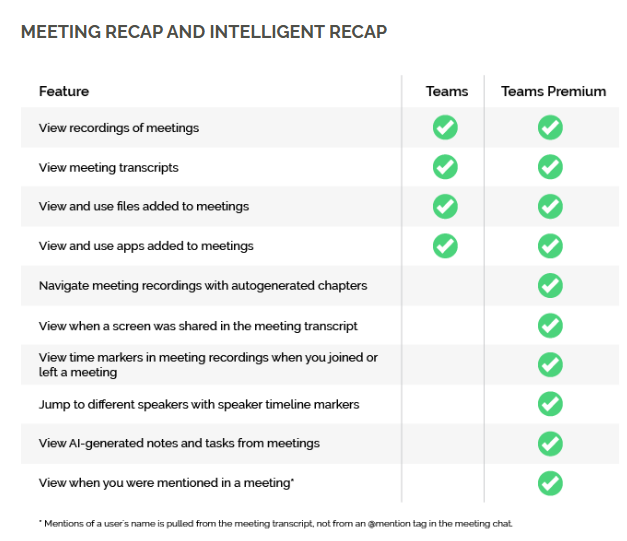 MEETING RECAP AND INTELLIGENT RECAP
Feature Teams Teams Premium
View recordings of meetings
View meeting transcripts
View and use files added to meetings
View and use apps added to meetings
Navigate meeting recordings with autogenerated chapters
View when a screen was shared in the meeting transcript
View time markers in meeting recordings when you joined or
left a meeting
Jump to different speakers with speaker timeline markers
View AI-generated notes and tasks from meetings
View when you were mentioned in a meeting*
* Mentions of a user's name is pulled from the meeting transcript, not from an @mention tag in the meeting chat.